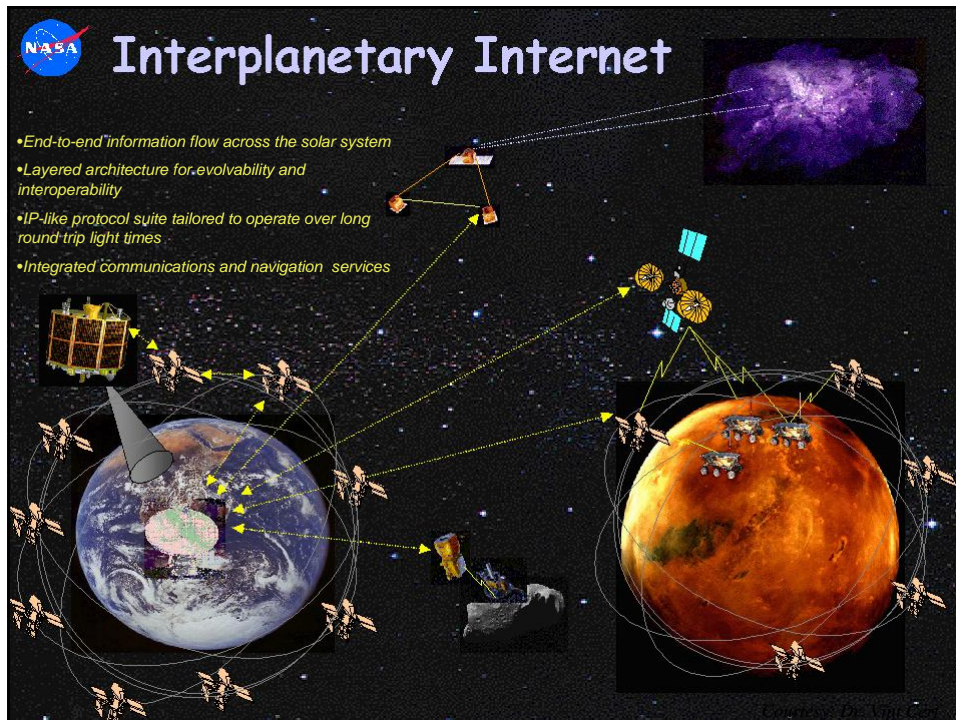 NASA
Interplanetary Internet
•End-to-end information flow across the solar system
•Layered architecture for evolvability and
interoperability
•IP-like protocol suite tailored to operate over long
round trip light times
•Integrated communications and navigation services
Courtesy: Dr. Vint Cerf